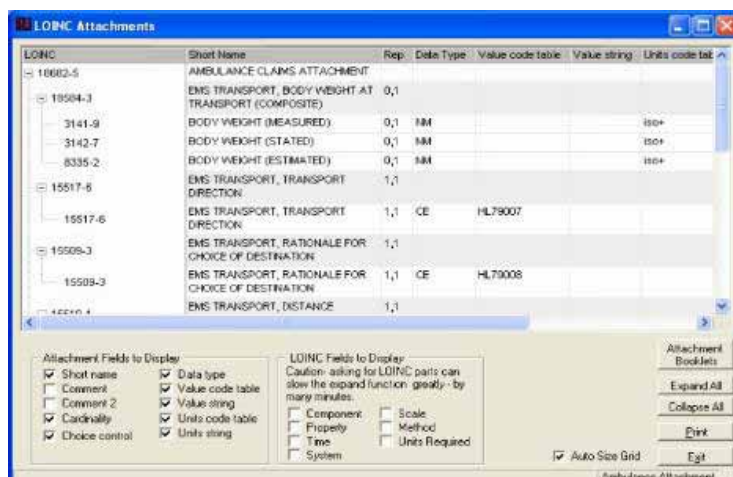 LOINC Attachments
LOINC Short Name Rep Data Type Value code table Value string Units code tab
18682-5 AMBULANCE CLAIMS ATTACHMENT
18584-3 EMS TRANSPORT, BODY WEIGHT AT 0,1
TRANSPORT (COMPOSITE)
3141-9 BODY WEIGHT (MEASURED) 0,1 NM iso+
3142-7 BODY WEIGHT (STATED) 0,1 NM iso+
8335-2 BODY WEIGHT (ESTIMATED) 0,1 NM iso+
15517-6 EMS TRANSPORT, TRANSPORT 1,1
DIRECTION
15517-6 EMS TRANSPORT, TRANSPORT 1,1 CE HL79007
DIRECTION
15509-3 EMS TRANSPORT, RATIONALE FOR 1,1
CHOICE OF DESTINATION
15509-3 EMS TRANSPORT, RATIONALE FOR 1,1 CE HL79008
CHOICE OF DESTINATION
EMS TRANSPORT, DISTANCE 1,1
Attachment Fields to Display
Short name
Comment
Comment 2
Cardinality
Choice control
Data type
Value code table
Value string
Units code table
Units string
LOINC Fields to Display
Caution- asking for LOINC parts can
slow the expand function greatly - by
many minutes.
Component
Property
Time
System
Scale
Method
Units Required
Auto Size Grid
Attachment
Booklets
Expand All
Collapse All
Print
Exit
Ambulance Attachment